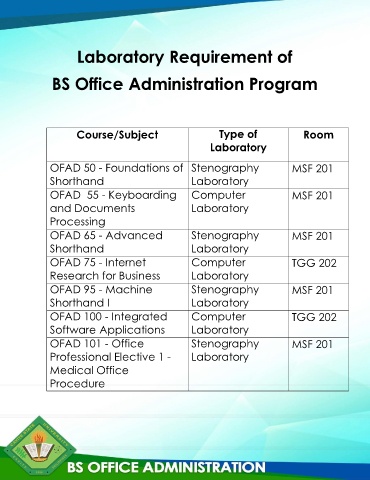 Laboratory Requirement of
BS Office Administration Program
Course/Subject Type of Laboratory Room
OFAD 50 - Foundations of Shorthand Stenography Laboratory MSF 201
OFAD 55 - Keyboarding and Documents Processing Computer Laboratory MSF 201
OFAD 65 - Advanced Shorthand Stenography Laboratory MSF 201
OFAD 75 - Internet Research for Business Computer Laboratory TGG 202
OFAD 95 - Machine Shorthand I Stenography Laboratory MSF 201
OFAD 100 - Integrated Software Applications Computer Laboratory TGG 202
OFAD 101 - Office Professional Elective 1 - Medical Office Procedure Stenography Laboratory MSF 201
BS OFFICE ADMINISTRATION